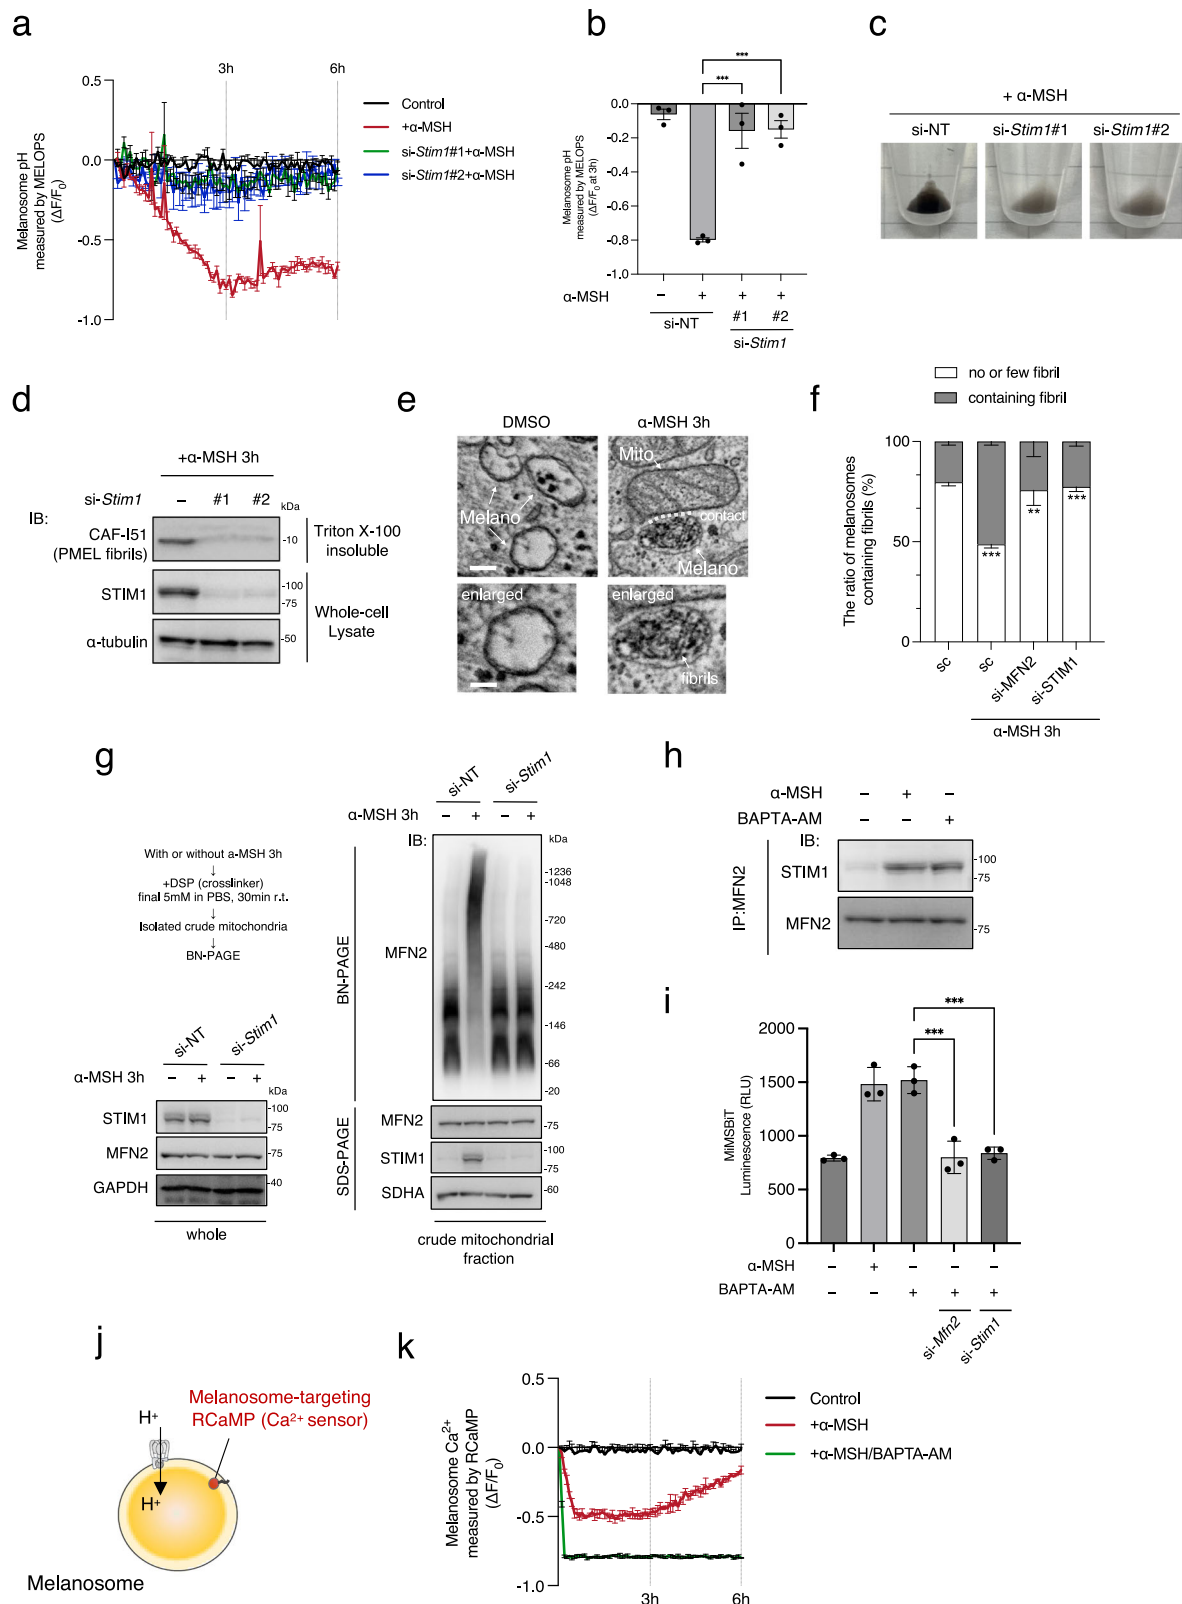 a
0.5
0.0
-0.5
-1.0
3h
6h
Melanosome pH
measured by MELOPS
(ΔF/F0)
Control
+α-MSH
si-Stim1#1+α-MSH
si-Stim1#2+α-MSH
b
***
***
0.0
-0.2
-0.4
-0.6
-0.8
-1.0
Melanosome pH
measured by MELOPS
(ΔF/F0 at 3h)
α-MSH – + + +
#1 #2
si-NT
si-Stim1
c
+ α-MSH
si-NT si-Stim1#1 si-Stim1#2
d
+α-MSH 3h
si-Stim1 – #1 #2
kDa
IB:
CAF-I51
(PMEL fibrils)
-10
Triton X-100
insoluble
STIM1
-100
-75
α-tubulin
-50
Whole-cell
Lysate
e
DMSO
α-MSH 3h
Melano
Mito
contact
Melano
enlarged
enlarged
fibrils
f
no or few fibril
containing fibril
100
50
0
The ratio of melanosomes
containing fibrils (%)
***
**
***
sc
sc
si-MFN2
si-STIM1
α-MSH 3h
g
With or without a-MSH 3h
↓
+DSP (crosslinker)
final 5mM in PBS, 30min r.t.
↓
Isolated crude mitochondria
↓
BN-PAGE
si-NT si-Stim1
α-MSH 3h – + – +
kDa
STIM1
-100
-75
MFN2
-75
GAPDH
-40
whole
si-NT si-Stim1
α-MSH 3h – + – +
IB:
kDa
BN-PAGE
MFN2
-1236
-1048
-720
-480
-242
-146
-66
-20
SDS-PAGE
MFN2
-75
STIM1
-100
-75
SDHA
-60
crude mitochondrial
fraction
h
α-MSH – + –
BAPTA-AM – – +
IB:
IP:MFN2
STIM1
-100
-75
MFN2
-75
i
***
***
2000
1500
1000
500
0
MiMSBiT
Luminescence (RLU)
α-MSH – + – – –
BAPTA-AM – – + + +
si-Mfn2
si-Stim1
j
H+
H+
Melanosome-targeting
RCaMP (Ca2+ sensor)
Melanosome
k
0.5
0.0
-0.5
-1.0
3h
6h
Melanosome Ca2+
measured by RCaMP
(ΔF/F0)
Control
+α-MSH
+α-MSH/BAPTA-AM